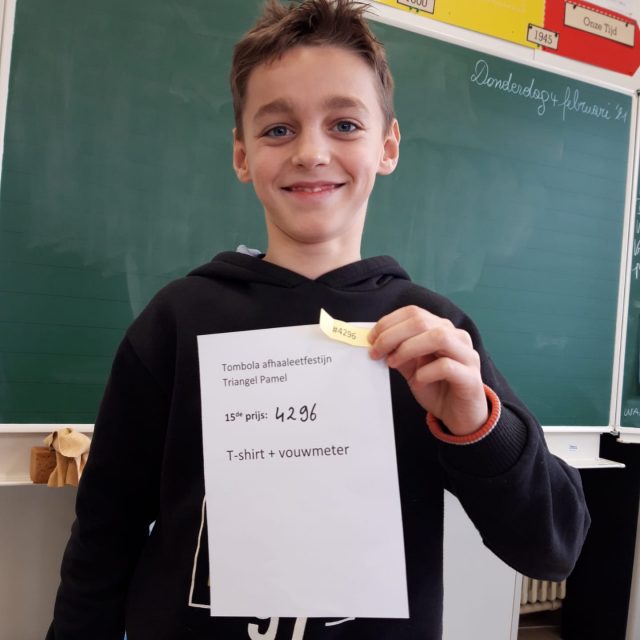 1945
Onze Tijd
Donderdag 4 februari '21
#4296
Tombola afhaaleetfestijn
Triangel Pamel
15de prijs: 4296
T-shirt + vouwmeter